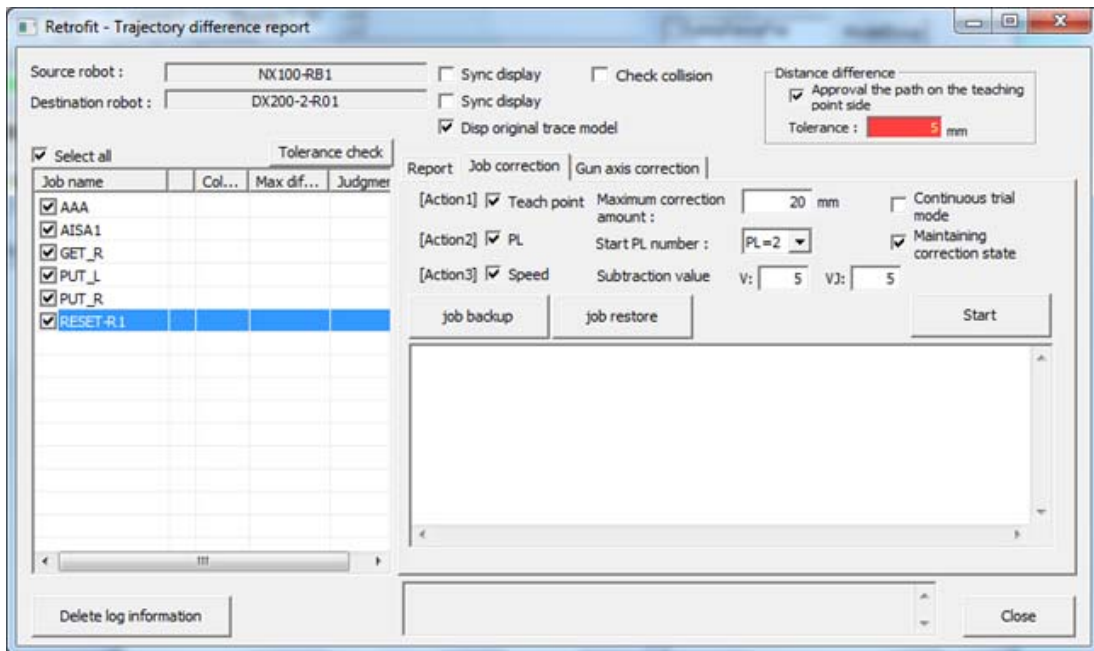 Retrofit - Trajectory difference report
Source robot : NX100-RB1
Destination robot : DX200-2-R01
Sync display
Check collision
Sync display
Disp original trace model
Distance difference
Approval the path on the teaching
point side
Tolerance : 5 mm
Select all
Tolerance check
Job name Col... Max dif... Judgmer
AAA
AISA1
GET_R
PUT_L
PUT_R
RESET-R1
Report Job correction Gun axis correction
[Action1] Teach point Maximum correction
amount : 20 mm
Continuous trial
mode
[Action2] PL Start PL number : PL=2
Maintaining
correction state
[Action3] Speed Subtraction value V: 5 VJ: 5
job backup job restore Start
Delete log information
Close